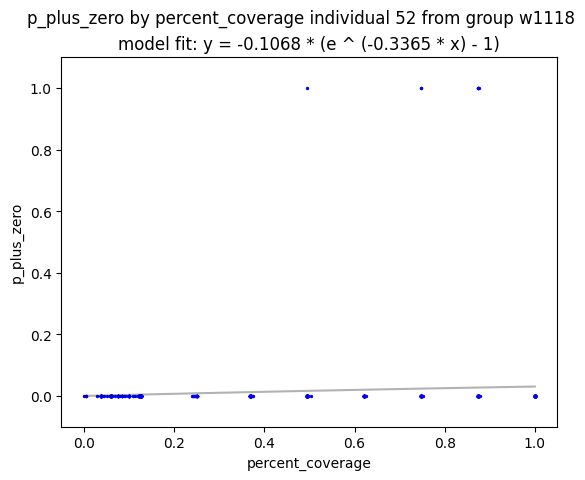 p_plus_zero by percent_coverage individual 52 from group w1118
model fit: y = -0.1068 * (e ^ (-0.3365 * x) - 1)
1.0
0.8
0.6
0.4
0.2
0.0
p_plus_zero
0.0 0.2 0.4 0.6 0.8 1.0
percent_coverage